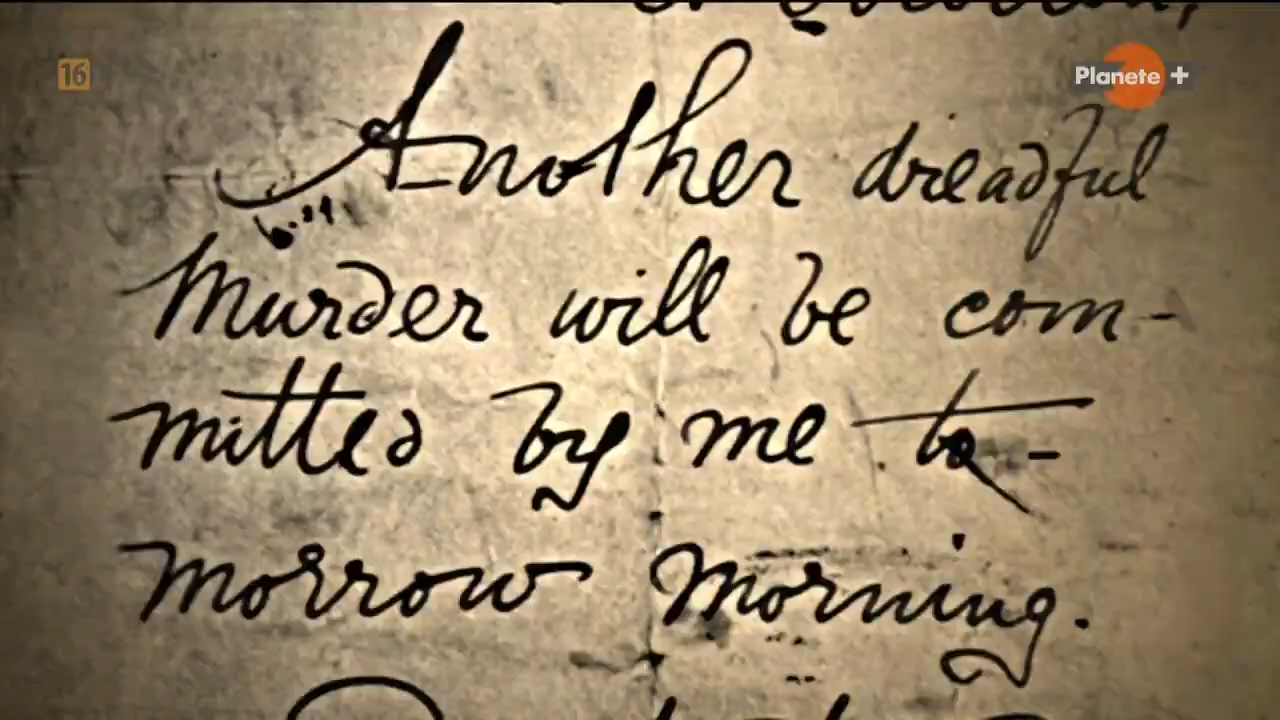 16
Planete +
Another dreadful
Murder will be com-
mitted by me to-
morrow Morning.